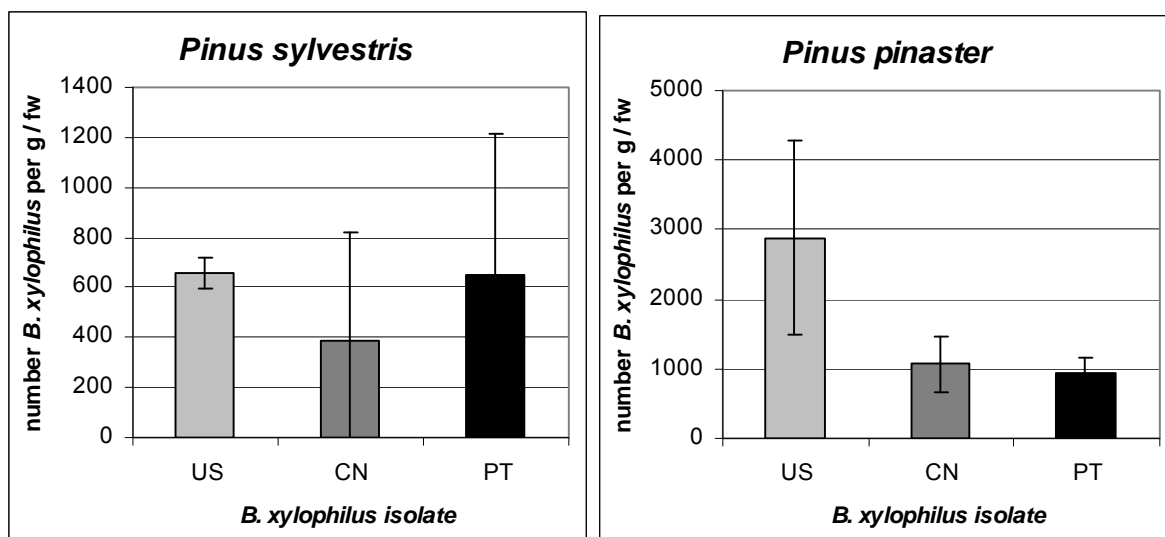 Pinus sylvestris
number B. xylophilus per g / fw
1400
1200
1000
800
600
400
200
0
US CN PT
B. xylophilus isolate
Pinus pinaster
number B. xylophilus per g / fw
5000
4000
3000
2000
1000
0
US CN PT
B. xylophilus isolate